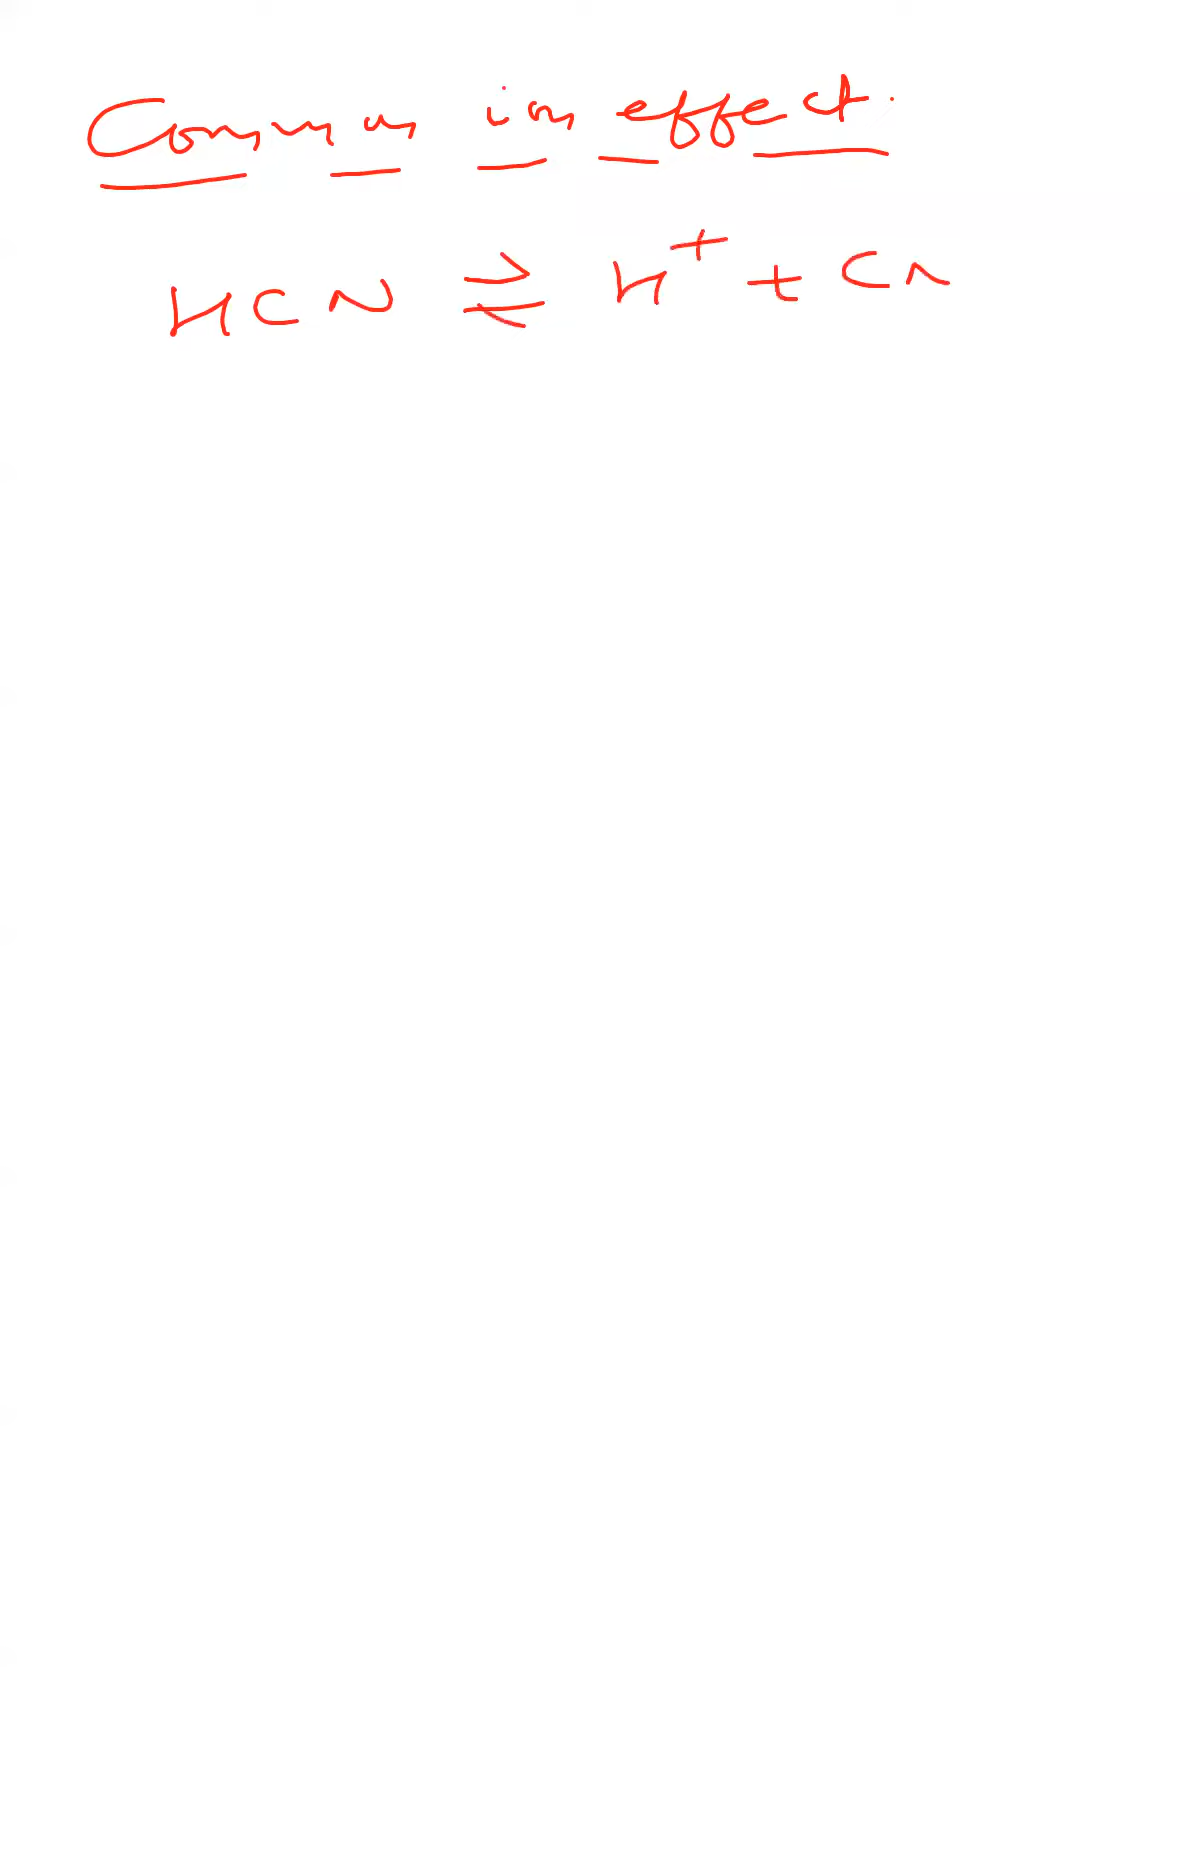 Common ion effect.
HCN ⇌ H⁺ + CN